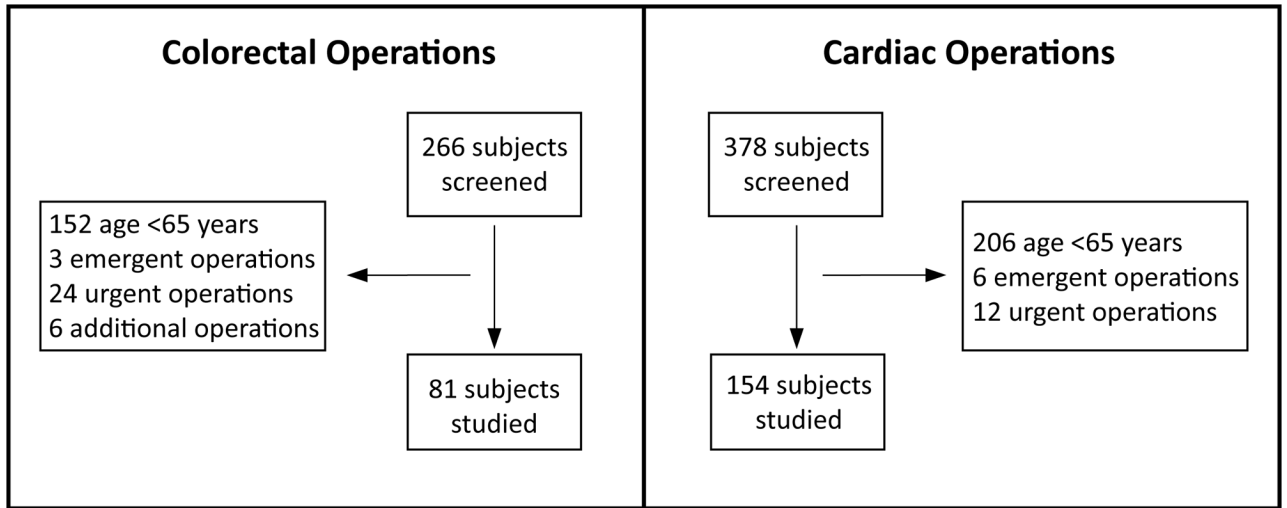 Colorectal Operations
266 subjects
screened
152 age <65 years
3 emergent operations
24 urgent operations
6 additional operations
81 subjects
studied
Cardiac Operations
378 subjects
screened
206 age <65 years
6 emergent operations
12 urgent operations
154 subjects
studied